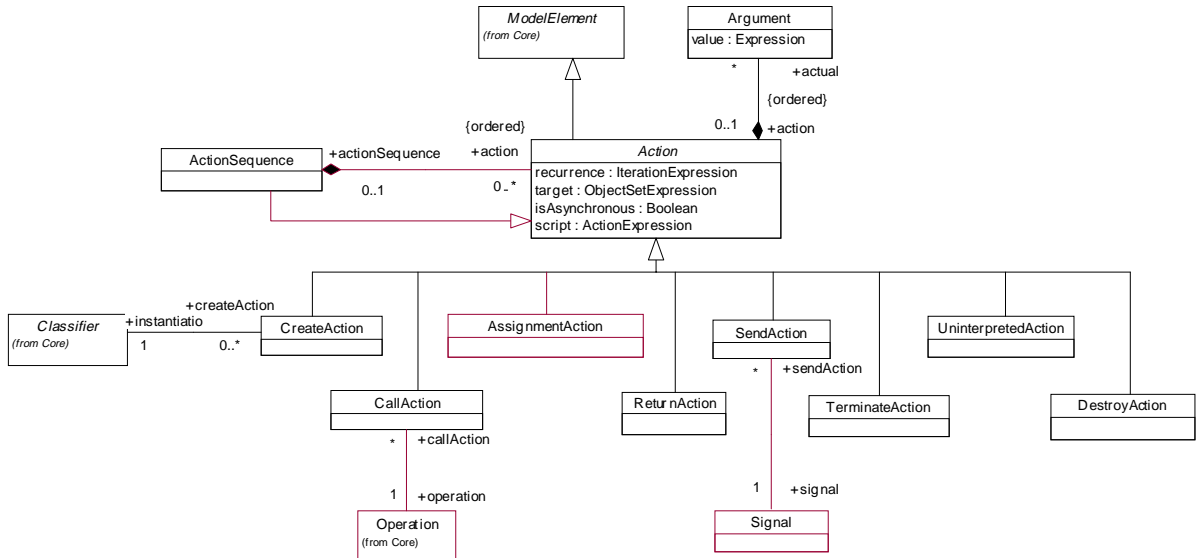 ModelElement
(from Core)
Argument
value : Expression
*
+actual
{ordered}
0..1
+action
{ordered}
+action
0..*
ActionSequence
+actionSequence
0..1
Action
recurrence : IterationExpression
target : ObjectSetExpression
isAsynchronous : Boolean
script : ActionExpression
Classifier
(from Core)
+instantiatio
1
+createAction
0..*
CreateAction
AssignmentAction
SendAction
*
+sendAction
UninterpretedAction
CallAction
*
+callAction
ReturnAction
TerminateAction
DestroyAction
1
+operation
Operation
(from Core)
1
+signal
Signal